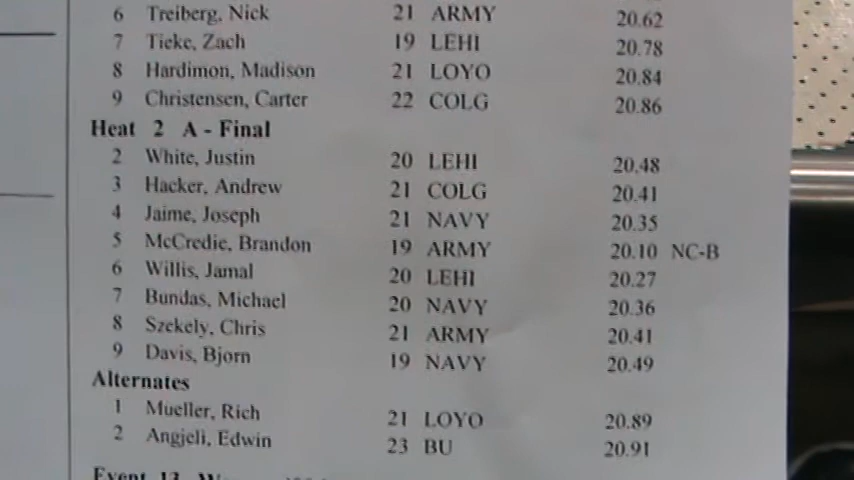 6 Treiberg, Nick 21 ARMY 20.62
7 Tieke, Zach 19 LEHI 20.78
8 Hardimon, Madison 21 LOYO 20.84
9 Christensen, Carter 22 COLG 20.86
Heat 2 A - Final
2 White, Justin 20 LEHI 20.48
3 Hacker, Andrew 21 COLG 20.41
4 Jaime, Joseph 21 NAVY 20.35
5 McCredie, Brandon 19 ARMY 20.10 NC-B
6 Willis, Jamal 20 LEHI 20.27
7 Bundas, Michael 20 NAVY 20.36
8 Szekely, Chris 21 ARMY 20.41
9 Davis, Bjorn 19 NAVY 20.49
Alternates
1 Mueller, Rich 21 LOYO 20.89
2 Angjeli, Edwin 23 BU 20.91
Event